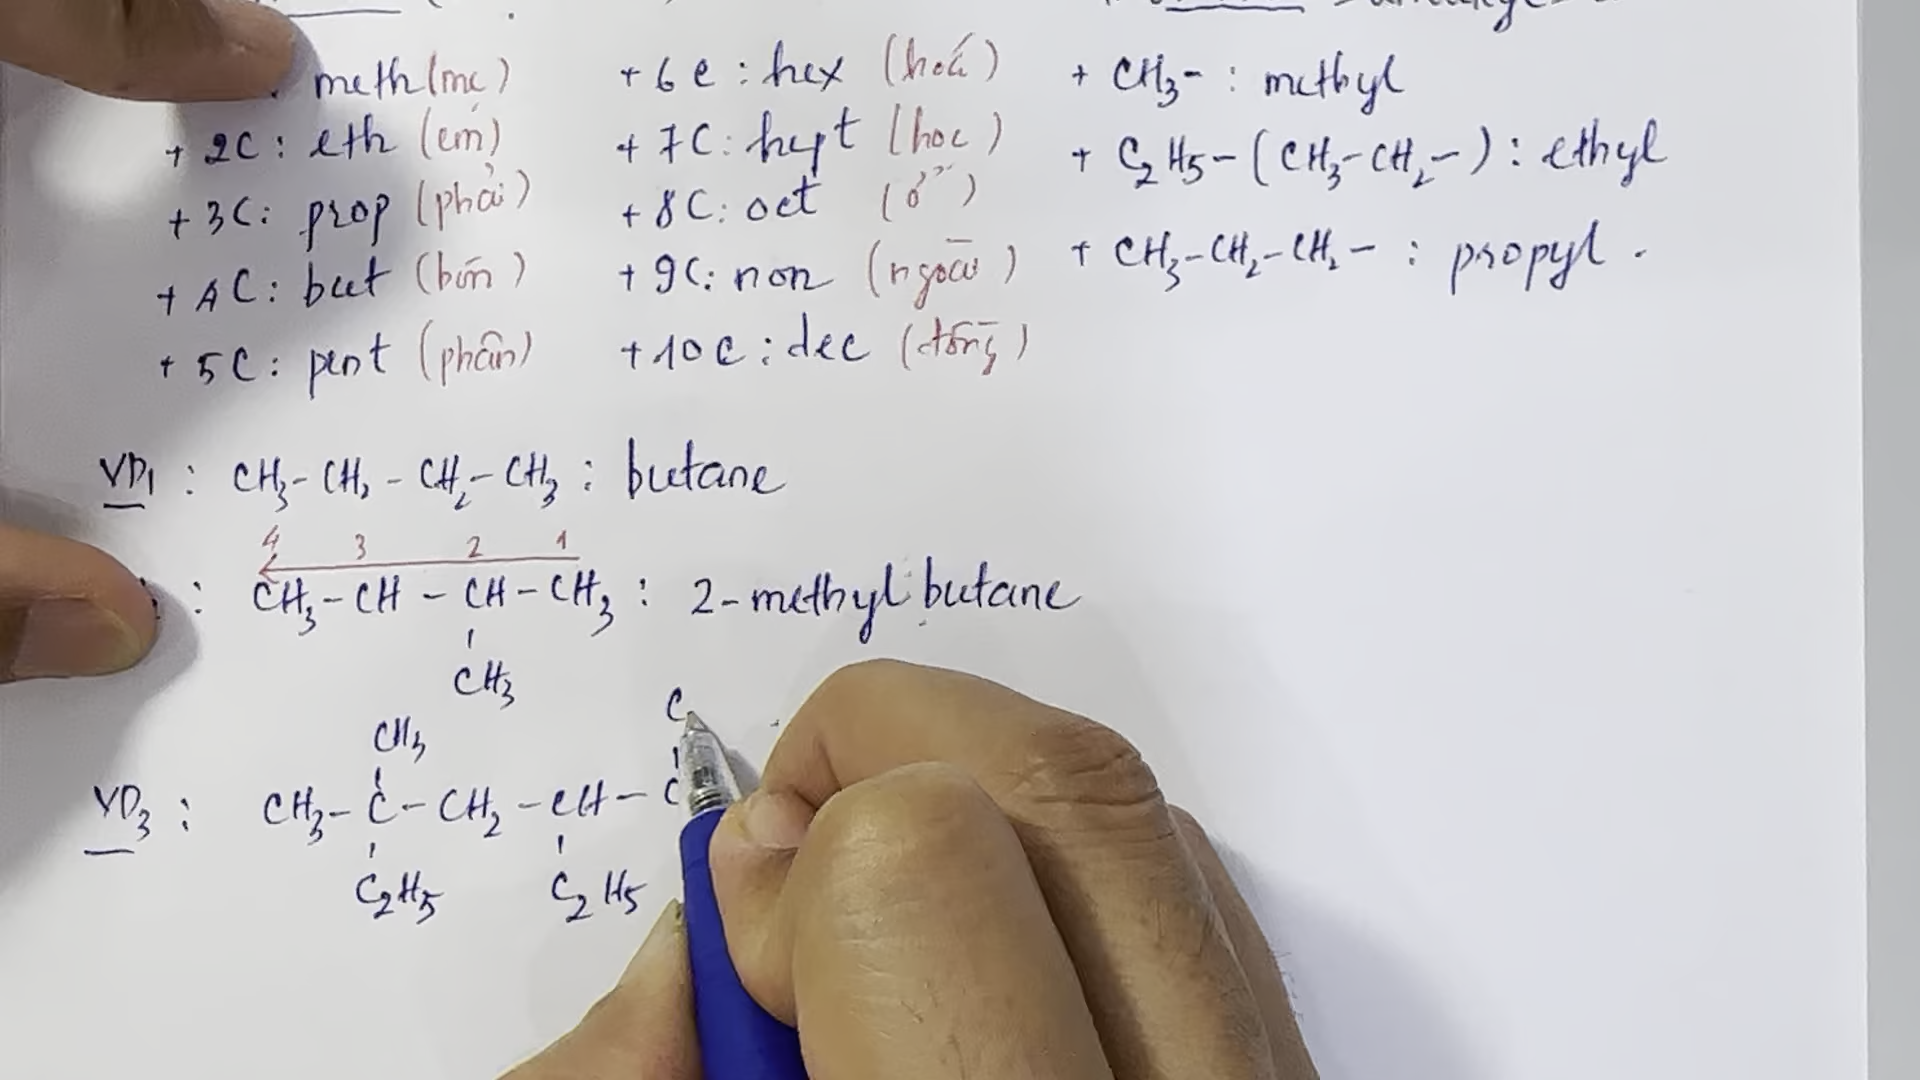 meth (mẹ) + 6C : hex (hoá) + CH₃- : methyl
+ 2C : eth (em) + 7C : hept (học) + C₂H₅- (CH₃-CH₂-) : ethyl
+ 3C : prop (phải) + 8C : oct (ở) + CH₃-CH₂-CH₂- : propyl .
+ 4C : but (bón) + 9C : non (ngoài)
+ 5C : pent (phân) + 10C : dec (đồng)
VD₁ : CH₃-CH₂-CH₂-CH₃ : butane
4 3 2 1
: CH₃-CH-CH-CH₃ : 2-methyl butane
CH₃
CH₃ C
VD₃ : CH₃-C-CH₂-CH-C
C₂H₅ C₂H₅